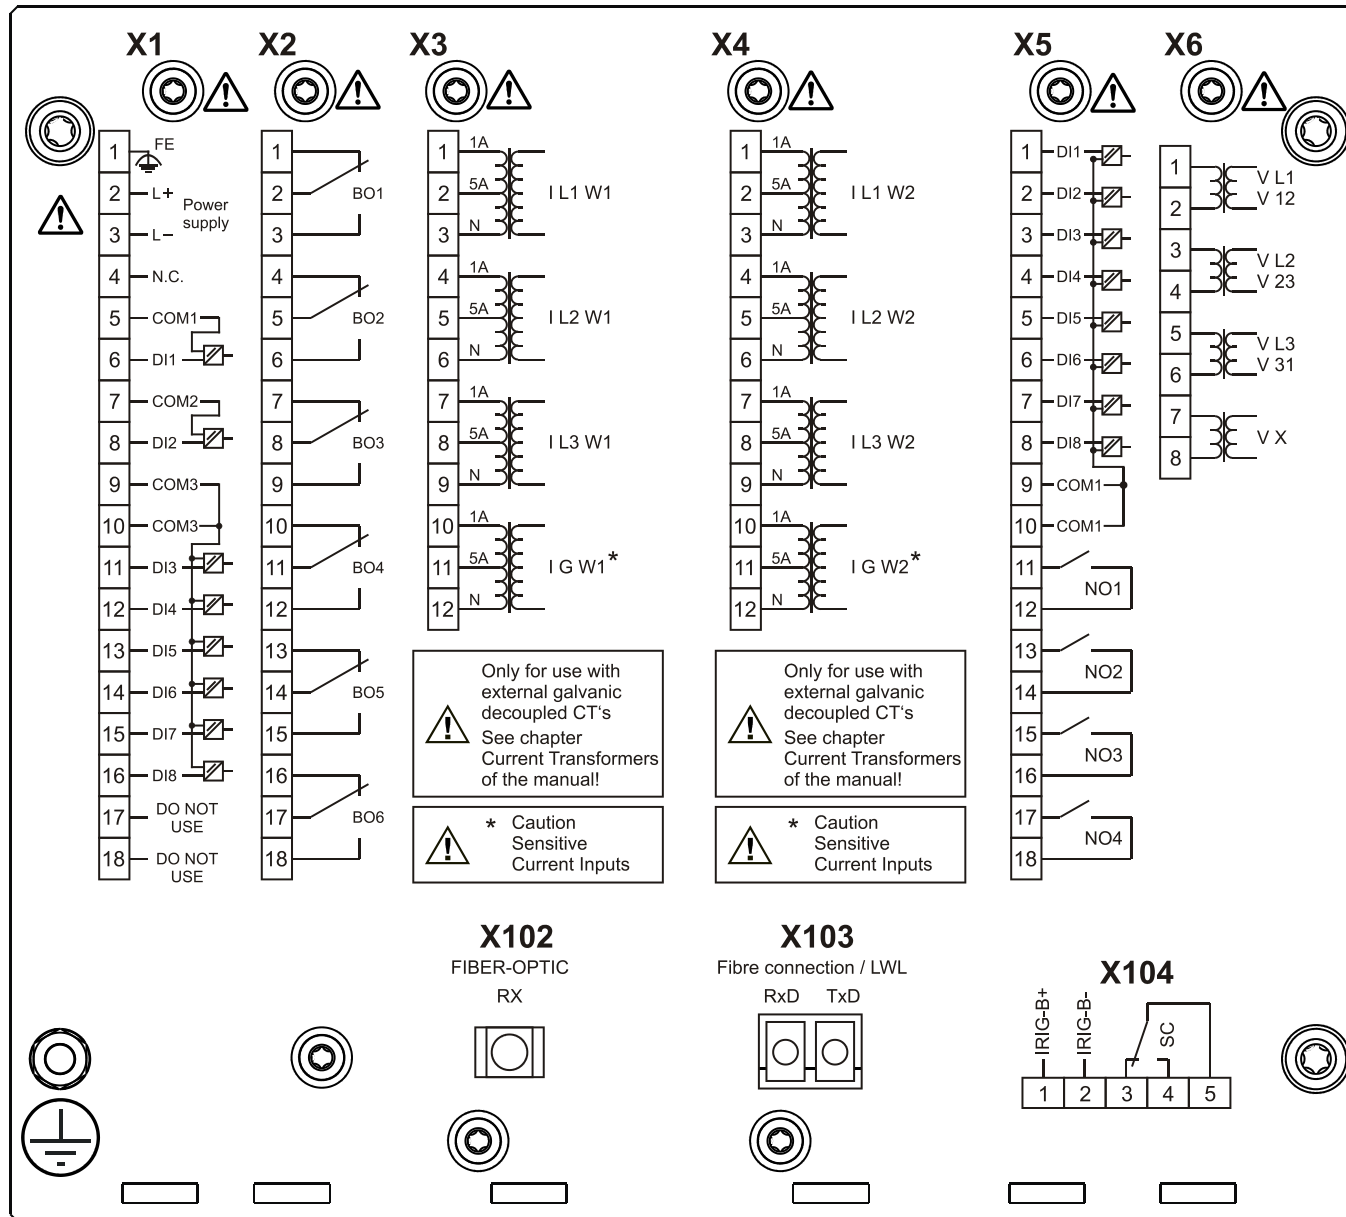 X1 X2 X3 X4 X5 X6
1 FE
2 L+ Power
supply
3 L−
4 N.C.
5 COM1
6 DI1
7 COM2
8 DI2
9 COM3
10 COM3
11 DI3
12 DI4
13 DI5
14 DI6
15 DI7
16 DI8
17 DO NOT
USE
18 DO NOT
USE
1
2 BO1
3
4
5 BO2
6
7
8 BO3
9
10
11 BO4
12
13
14 BO5
15
16
17 BO6
18
1 1A
2 5A I L1 W1
3 N
4 1A
5 5A I L2 W1
6 N
7 1A
8 5A I L3 W1
9 N
10 1A
11 5A I G W1*
12 N
Only for use with
external galvanic
decoupled CT‘s
See chapter
Current Transformers
of the manual!
* Caution
Sensitive
Current Inputs
1 1A
2 5A I L1 W2
3 N
4 1A
5 5A I L2 W2
6 N
7 1A
8 5A I L3 W2
9 N
10 1A
11 5A I G W2*
12 N
Only for use with
external galvanic
decoupled CT‘s
See chapter
Current Transformers
of the manual!
* Caution
Sensitive
Current Inputs
1 DI1
2 DI2
3 DI3
4 DI4
5 DI5
6 DI6
7 DI7
8 DI8
9 COM1
10 COM1
11
NO1
12
13
NO2
14
15
NO3
16
17
NO4
18
1 V L1
2 V 12
3 V L2
4 V 23
5 V L3
6 V 31
7
V X
8
X102
FIBER-OPTIC
RX
X103
Fibre connection / LWL
RxD TxD
X104
IRIG-B+ IRIG-B- SC
1 2 3 4 5